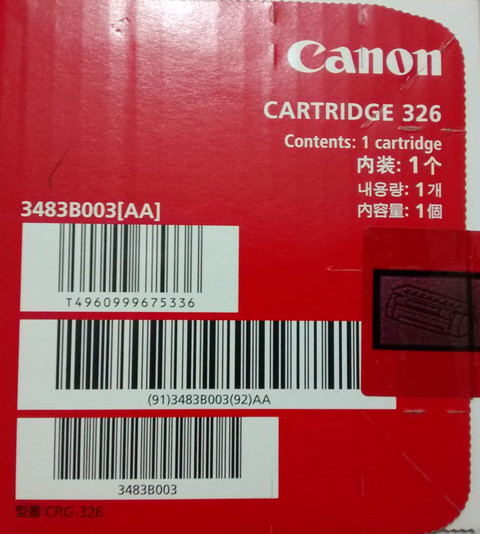 Canon
CARTRIDGE 326
Contents: 1 cartridge
内装: 1个
내용량: 1개
内容量: 1個
3483B003[AA]
T4960999675336
(91)3483B003(92)AA
3483B003
型番:CRG-326